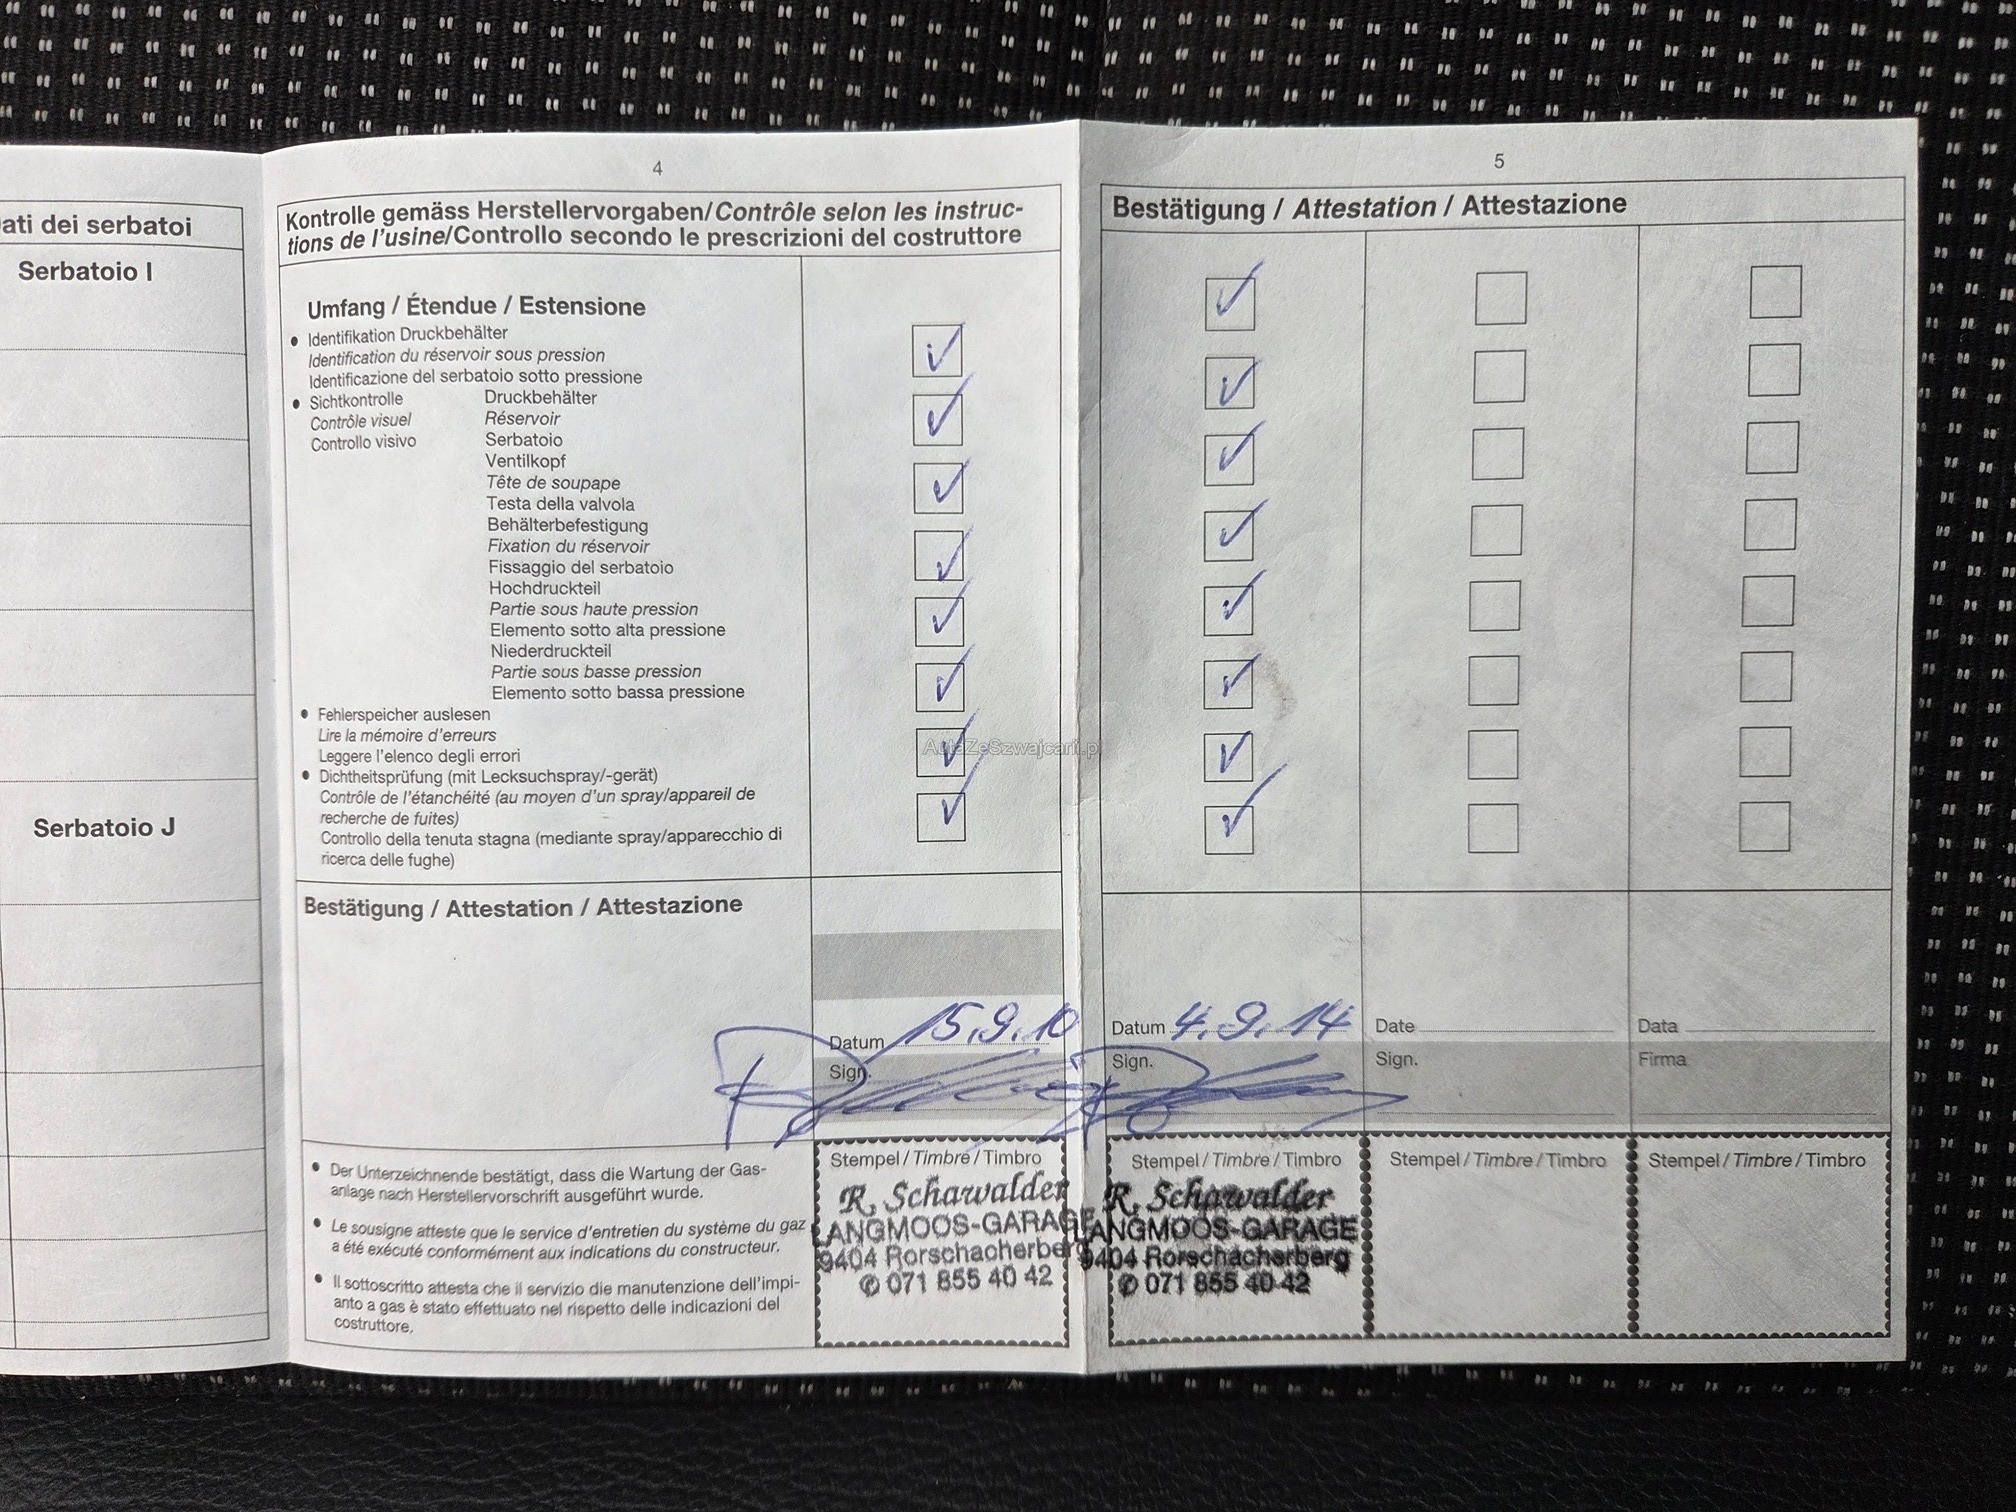 ati dei serbatoi
Serbatoio I
Serbatoio J
4
Kontrolle gemäss Herstellervorgaben/Contrôle selon les instruc-
tions de l'usine/Controllo secondo le prescrizioni del costruttore
Umfang / Étendue / Estensione
• Identifikation Druckbehälter
Identification du réservoir sous pression
Identificazione del serbatoio sotto pressione
• Sichtkontrolle Druckbehälter
Contrôle visuel Réservoir
Controllo visivo Serbatoio
Ventilkopf
Tête de soupape
Testa della valvola
Behälterbefestigung
Fixation du réservoir
Fissaggio del serbatoio
Hochdruckteil
Partie sous haute pression
Elemento sotto alta pressione
Niederdruckteil
Partie sous basse pression
Elemento sotto bassa pressione
• Fehlerspeicher auslesen
Lire la mémoire d'erreurs
Leggere l'elenco degli errori
• Dichtheitsprüfung (mit Lecksuchspray/-gerät)
Contrôle de l'étanchéité (au moyen d'un spray/appareil de
recherche de fuites)
Controllo della tenuta stagna (mediante spray/apparecchio di
ricerca delle fughe)
AutaZeSzwajcarii.pl
Bestätigung / Attestation / Attestazione
Datum 15.9.10
Sign.
• Der Unterzeichnende bestätigt, dass die Wartung der Gas-
anlage nach Herstellervorschrift ausgeführt wurde.
• Le sousigne atteste que le service d'entretien du système du gaz
a été exécuté conformément aux indications du constructeur.
• Il sottoscritto attesta che il servizio die manutenzione dell'impi-
anto a gas è stato effettuato nel rispetto delle indicazioni del
costruttore.
Stempel / Timbre / Timbro
R. Schawalder
LANGMOOS-GARAGE
9404 Rorschacherberg
✆ 071 855 40 42
5
Bestätigung / Attestation / Attestazione
Datum 4.9.14 Date Data
Sign. Sign. Firma
Stempel / Timbre / Timbro Stempel / Timbre / Timbro Stempel / Timbre / Timbro
R. Schawalder
LANGMOOS-GARAGE
9404 Rorschacherberg
✆ 071 855 40 42